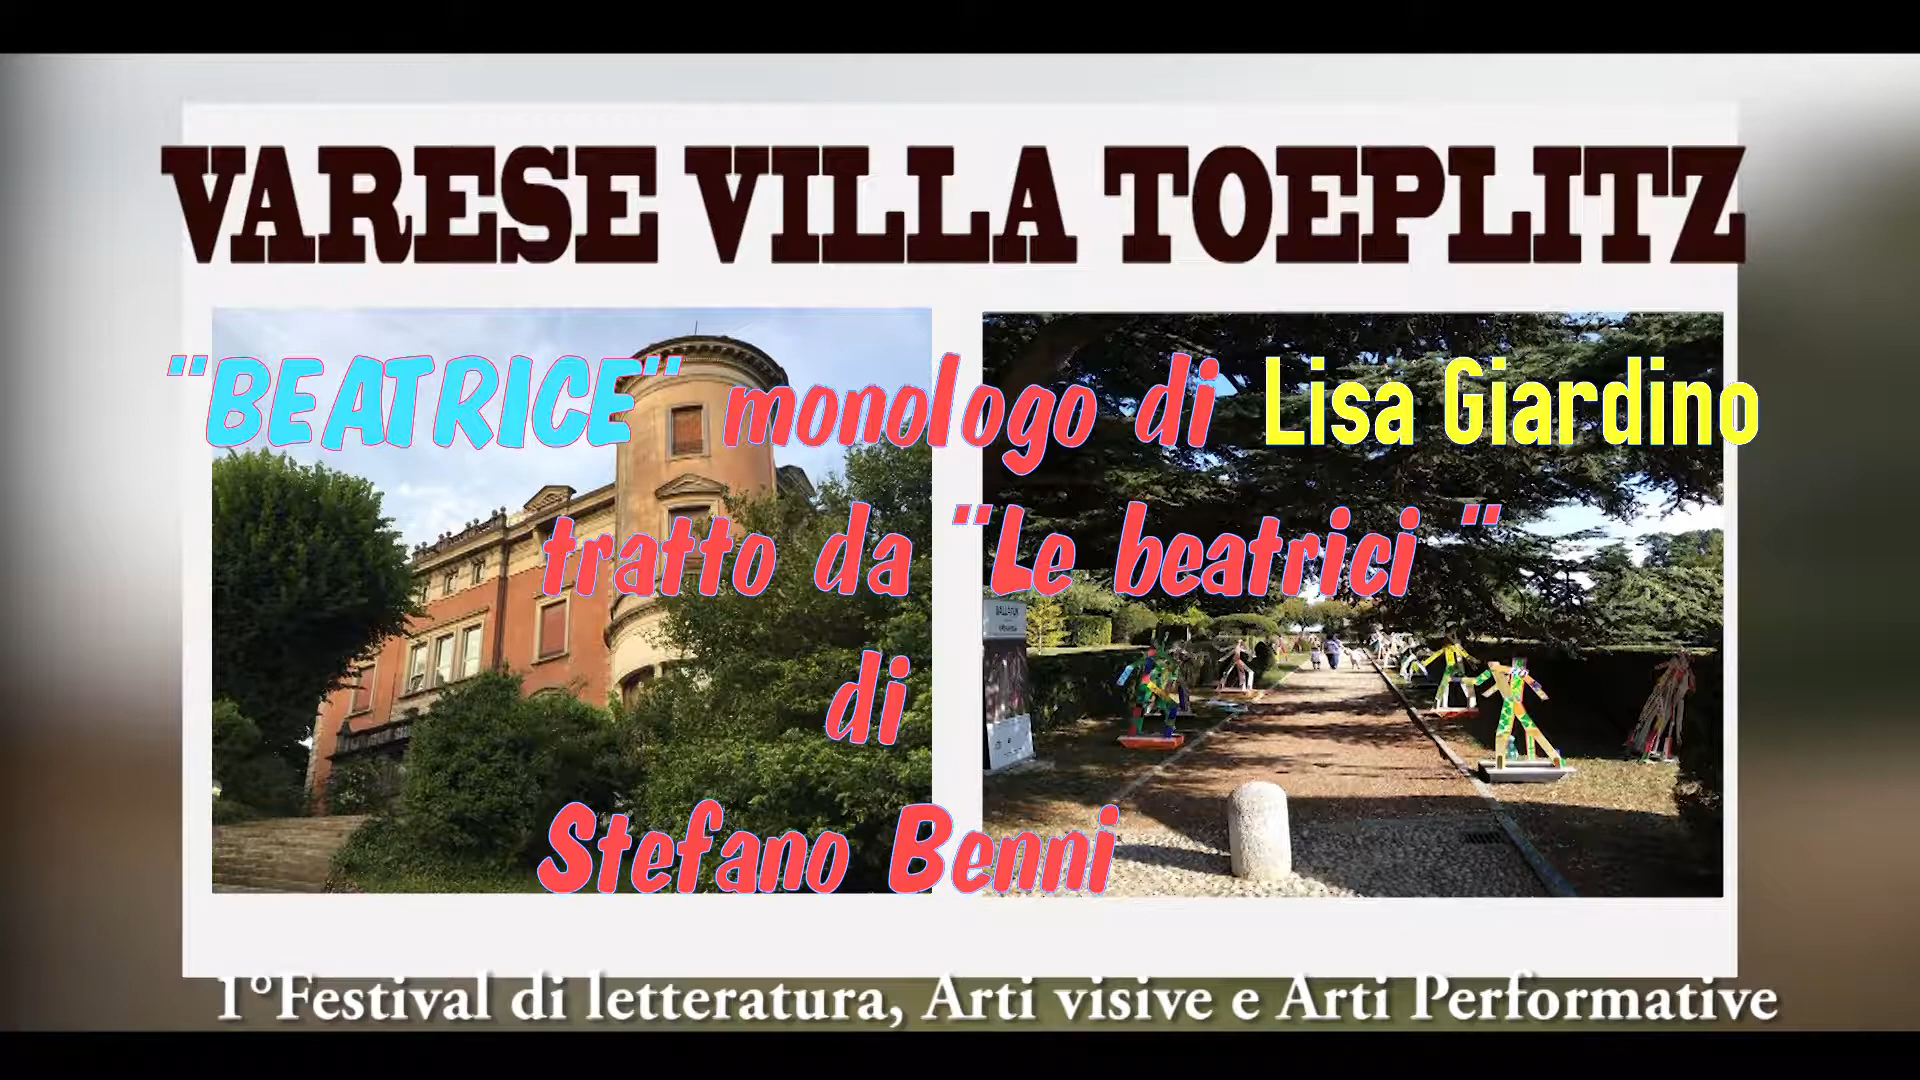 VARESE VILLA TOEPLITZ
"BEATRICE" monologo di Lisa Giardino
tratto da "Le beatrici "
di
Stefano Benni
1°Festival di letteratura, Arti visive e Arti Performative